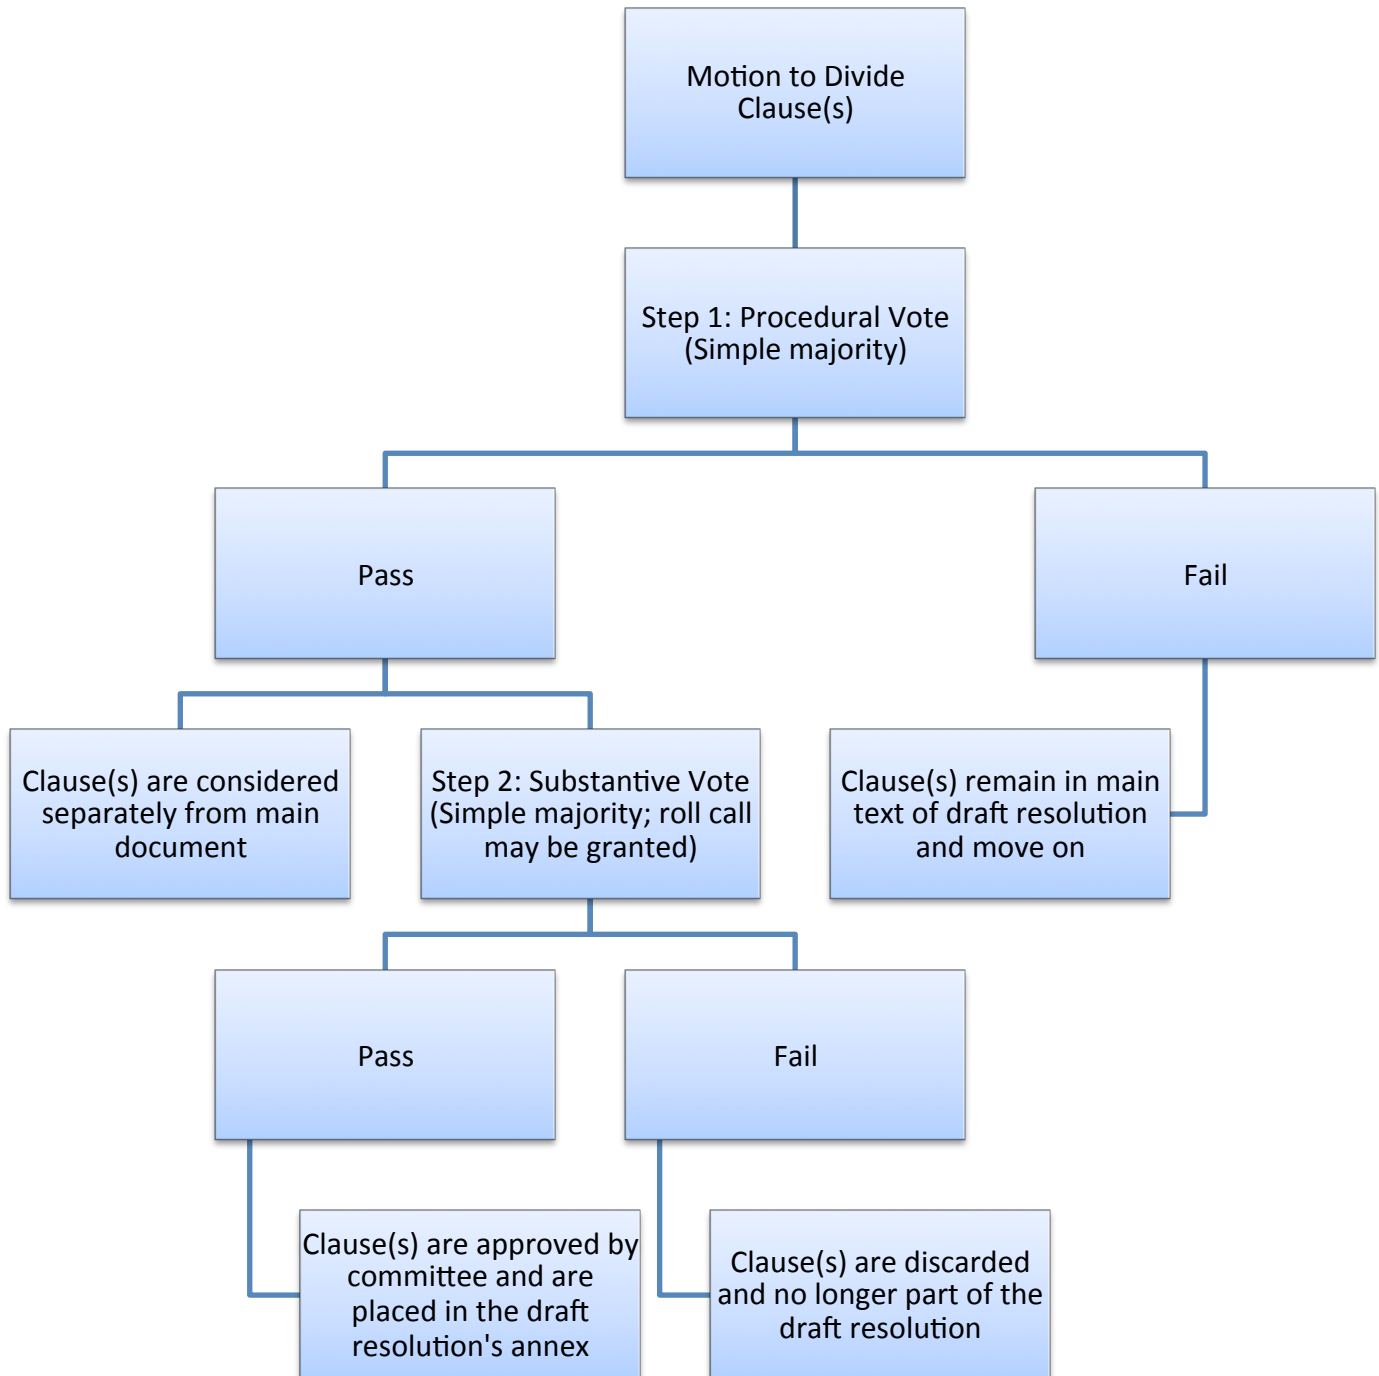 Motion to Divide
Clause(s)
Step 1: Procedural Vote
(Simple majority)
Pass
Fail
Clause(s) are considered
separately from main
document
Step 2: Substantive Vote
(Simple majority; roll call
may be granted)
Clause(s) remain in main
text of draft resolution
and move on
Pass
Fail
Clause(s) are approved by
committee and are
placed in the draft
resolution's annex
Clause(s) are discarded
and no longer part of the
draft resolution